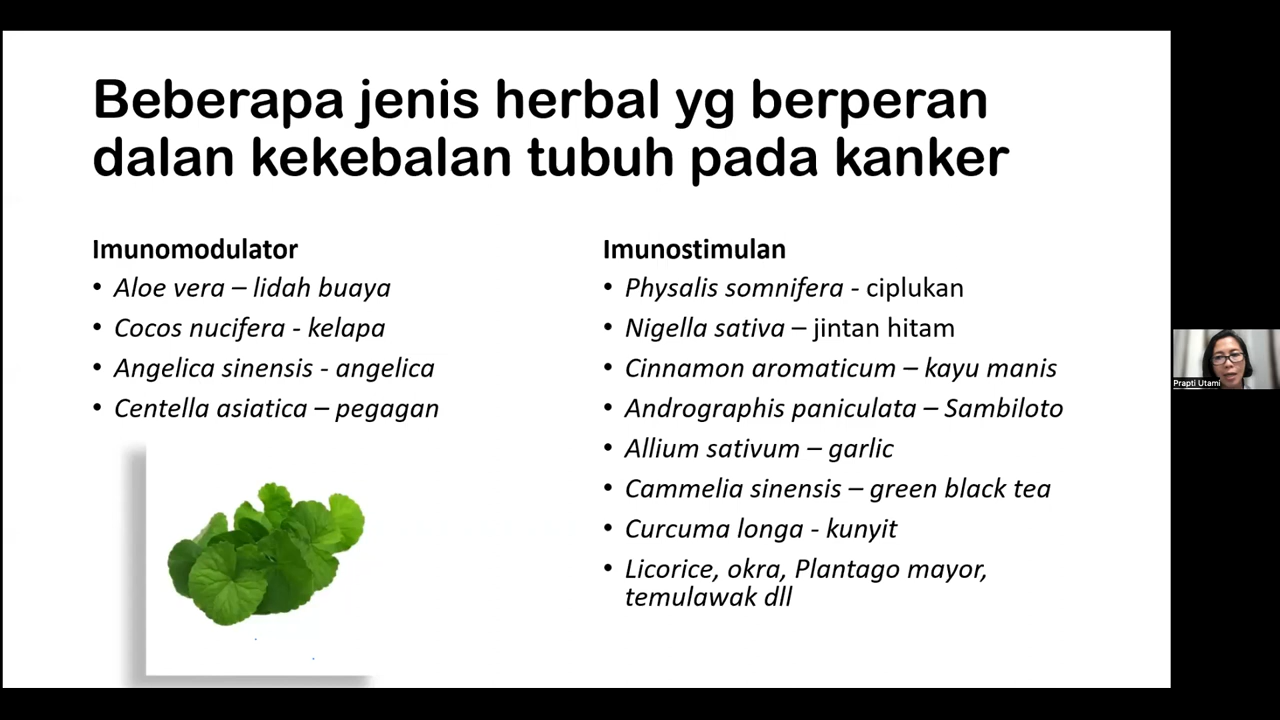 Beberapa jenis herbal yg berperan
dalan kekebalan tubuh pada kanker
Imunomodulator
• Aloe vera – lidah buaya
• Cocos nucifera - kelapa
• Angelica sinensis - angelica
• Centella asiatica – pegagan
Imunostimulan
• Physalis somnifera - ciplukan
• Nigella sativa – jintan hitam
• Cinnamon aromaticum – kayu manis
• Andrographis paniculata – Sambiloto
• Allium sativum – garlic
• Cammelia sinensis – green black tea
• Curcuma longa - kunyit
• Licorice, okra, Plantago mayor,
temulawak dll
Prapti Utami